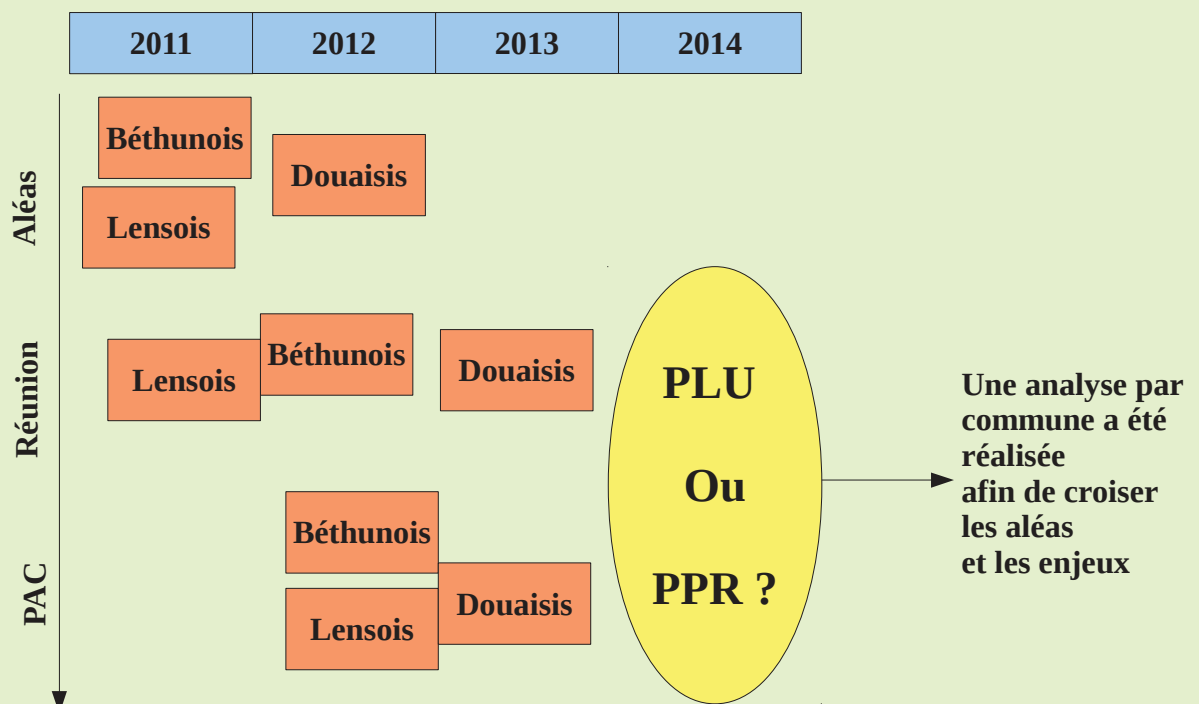 2011 2012 2013 2014
Aléas
Béthunois
Douaisis
Lensois
Réunion
Béthunois
Lensois
Douaisis
PAC
Béthunois
Lensois
Douaisis
PLU
Ou
PPR ?
Une analyse par
commune a été
réalisée
afin de croiser
les aléas
et les enjeux